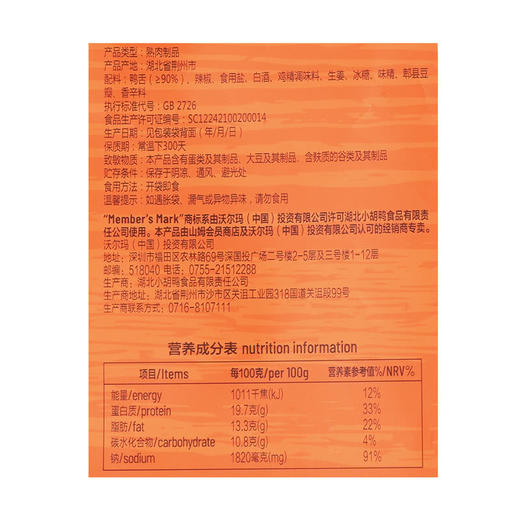 产品类型：熟肉制品
产品产地：湖北省荆州市
配料：鸭舌（≥90%）、辣椒、食用盐、白酒、鸡精调味料、生姜、冰糖、味精、郫县豆
瓣、香辛料
执行标准代号：GB 2726
食品生产许可证编号：SC12242100200014
生产日期：见包装袋背面（年/月/日）
保质期：常温下300天
致敏物质：本产品含有蛋类及其制品、大豆及其制品、含麸质的谷类及其制品
贮存条件：保存于阴凉、通风、避光处
食用方法：开袋即食
温馨提示：如遇胀袋、漏气或异物异味，请勿食用
"Member's Mark"商标系由沃尔玛（中国）投资有限公司许可湖北小胡鸭食品有限责
任公司使用。本产品由山姆会员商店及沃尔玛（中国）投资有限公司认可的经销商专卖。
沃尔玛（中国）投资有限公司
地址：深圳市福田区农林路69号深国投广场二号楼2-5层及三号楼1-12层
邮编：518040 电话：0755-21512288
生产商：湖北小胡鸭食品有限责任公司
生产商地址：湖北省荆州市沙市区关沮工业园318国道关沮段99号
生产商联系方式：0716-8107111
营养成分表 nutrition information
项目/Items 每100克/per 100g 营养素参考值%/NRV%
能量/energy 1011千焦(kJ) 12%
蛋白质/protein 19.7克(g) 33%
脂肪/fat 13.3克(g) 22%
碳水化合物/carbohydrate 10.8克(g) 4%
钠/sodium 1820毫克(mg) 91%